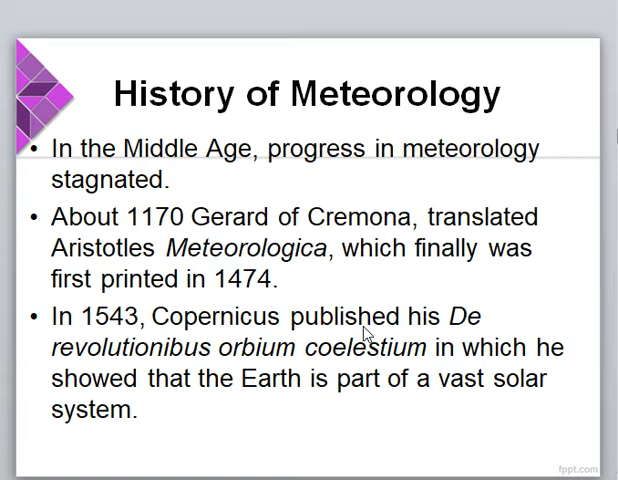 History of Meteorology
• In the Middle Age, progress in meteorology
stagnated.
• About 1170 Gerard of Cremona, translated
Aristotles Meteorologica, which finally was
first printed in 1474.
• In 1543, Copernicus published his De
revolutionibus orbium coelestium in which he
showed that the Earth is part of a vast solar
system.
fppt.com